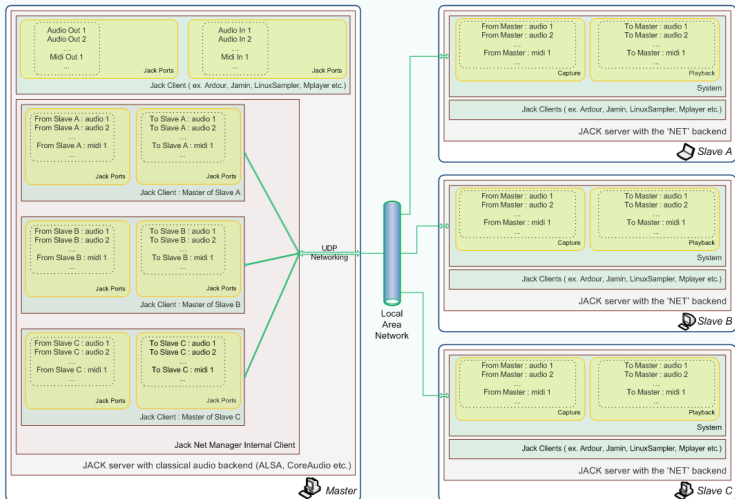 Audio Out 1
Audio Out 2
...
Midi Out 1
...
Jack Ports
Audio In 1
Audio In 2
...
Midi In 1
...
Jack Ports
Jack Client ( ex. Ardour, Jamin, LinuxSampler, Mplayer etc.)
From Slave A : audio 1
From Slave A : audio 2
...
From Slave A : midi 1
...
Jack Ports
To Slave A : audio 1
To Slave A : audio 2
...
To Slave A : midi 1
...
Jack Ports
Jack Client : Master of Slave A
From Slave B : audio 1
From Slave B : audio 2
...
From Slave B : midi 1
...
Jack Ports
To Slave B : audio 1
To Slave B : audio 2
...
To Slave B : midi 1
...
Jack Ports
Jack Client : Master of Slave B
From Slave C : audio 1
From Slave C : audio 2
...
From Slave C : midi 1
...
Jack Ports
To Slave C : audio 1
To Slave C : audio 2
...
To Slave C : midi 1
...
Jack Ports
Jack Client : Master of Slave C
Jack Net Manager Internal Client
JACK server with classical audio backend (ALSA, CoreAudio etc.)
Master
UDP
Networking
Local
Area
Network
From Master : audio 1
From Master : audio 2
...
From Master : midi 1
...
Capture
To Master : audio 1
To Master : audio 2
...
To Master : midi 1
...
Playback
System
Jack Clients ( ex. Ardour, Jamin, LinuxSampler, Mplayer etc.)
JACK server with the 'NET' backend
Slave A
From Master : audio 1
From Master : audio 2
...
From Master : midi 1
...
Capture
To Master : audio 1
To Master : audio 2
...
To Master : midi 1
...
Playback
System
Jack Clients ( ex. Ardour, Jamin, LinuxSampler, Mplayer etc.)
JACK server with the 'NET' backend
Slave B
From Master : audio 1
From Master : audio 2
...
From Master : midi 1
...
Capture
To Master : audio 1
To Master : audio 2
...
To Master : midi 1
...
Playback
System
Jack Clients ( ex. Ardour, Jamin, LinuxSampler, Mplayer etc.)
JACK server with the 'NET' backend
Slave C